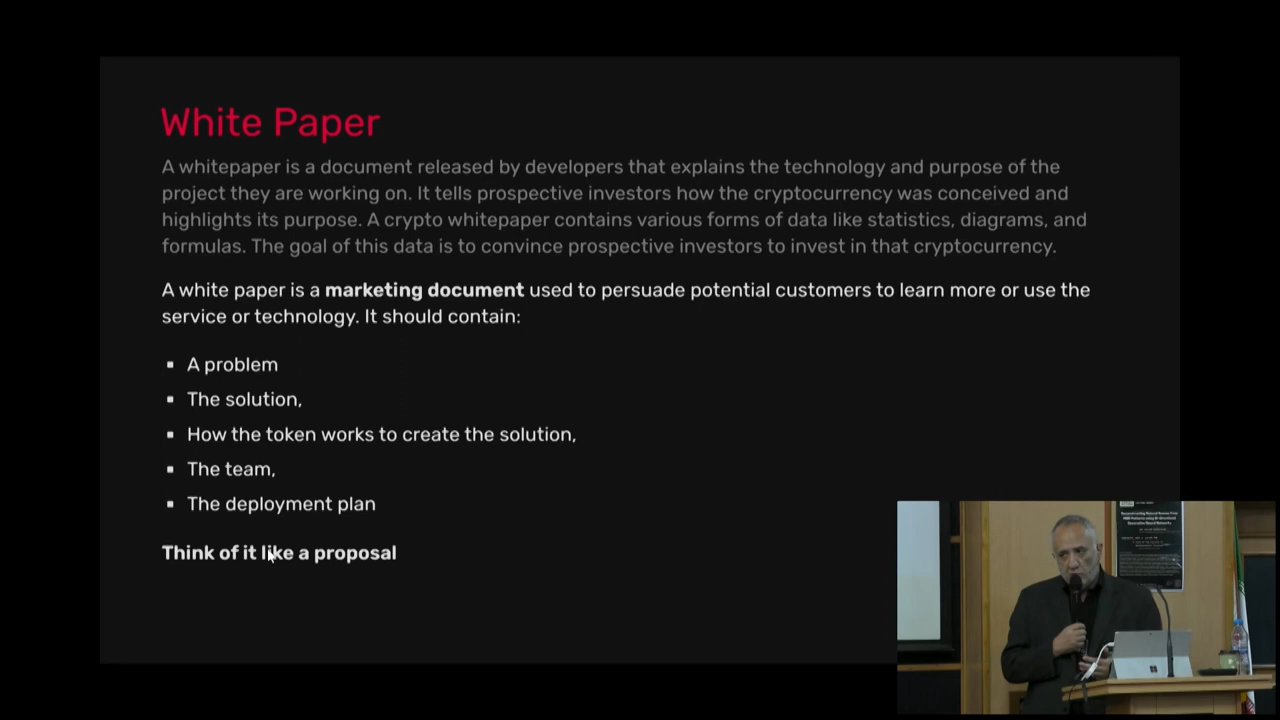 White Paper
A whitepaper is a document released by developers that explains the technology and purpose of the
project they are working on. It tells prospective investors how the cryptocurrency was conceived and
highlights its purpose. A crypto whitepaper contains various forms of data like statistics, diagrams, and
formulas. The goal of this data is to convince prospective investors to invest in that cryptocurrency.
A white paper is a marketing document used to persuade potential customers to learn more or use the
service or technology. It should contain:
▪ A problem
▪ The solution,
▪ How the token works to create the solution,
▪ The team,
▪ The deployment plan
Think of it like a proposal